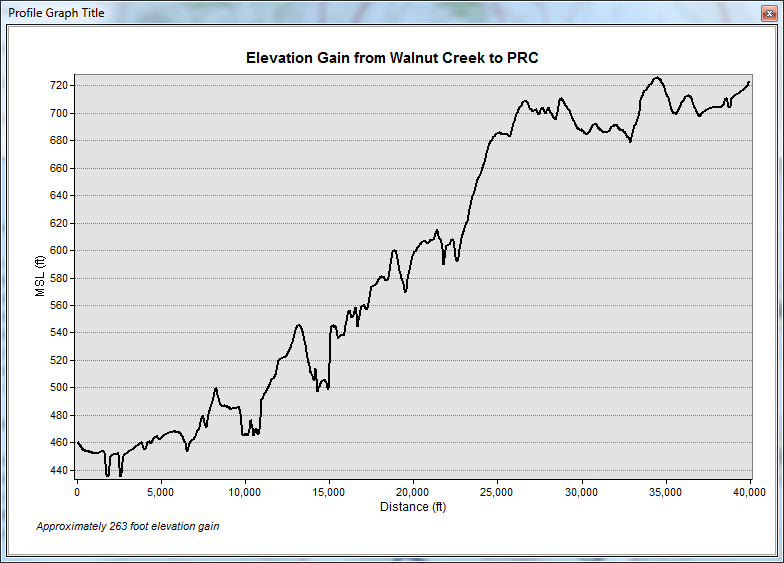 Profile Graph Title
Elevation Gain from Walnut Creek to PRC
720
700
680
660
640
620
600
580
560
540
520
500
480
460
440
MSL (ft)
0 5,000 10,000 15,000 20,000 25,000 30,000 35,000 40,000
Distance (ft)
Approximately 263 foot elevation gain